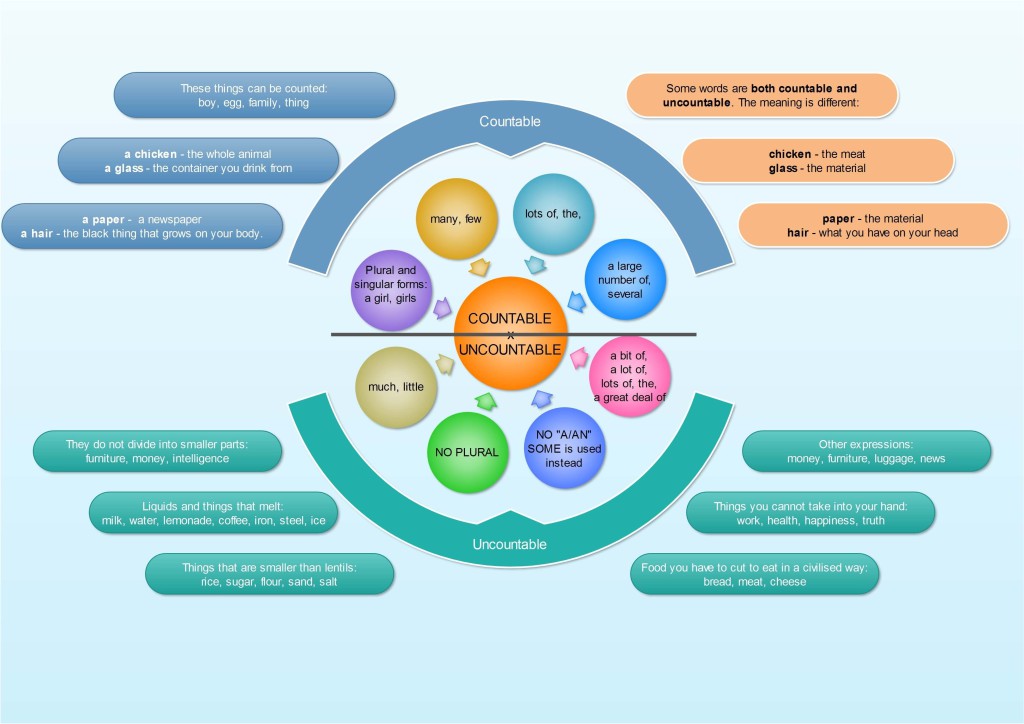 These things can be counted:
boy, egg, family, thing
a chicken - the whole animal
a glass - the container you drink from
a paper - a newspaper
a hair - the black thing that grows on your body.
Countable
Some words are both countable and
uncountable. The meaning is different:
chicken - the meat
glass - the material
paper - the material
hair - what you have on your head
many, few
lots of, the,
Plural and
singular forms:
a girl, girls
a large
number of,
several
COUNTABLE
x
UNCOUNTABLE
much, little
a bit of,
a lot of,
lots of, the,
a great deal of
NO PLURAL
NO "A/AN"
SOME is used
instead
They do not divide into smaller parts:
furniture, money, intelligence
Liquids and things that melt:
milk, water, lemonade, coffee, iron, steel, ice
Things that are smaller than lentils:
rice, sugar, flour, sand, salt
Uncountable
Other expressions:
money, furniture, luggage, news
Things you cannot take into your hand:
work, health, happiness, truth
Food you have to cut to eat in a civilised way:
bread, meat, cheese